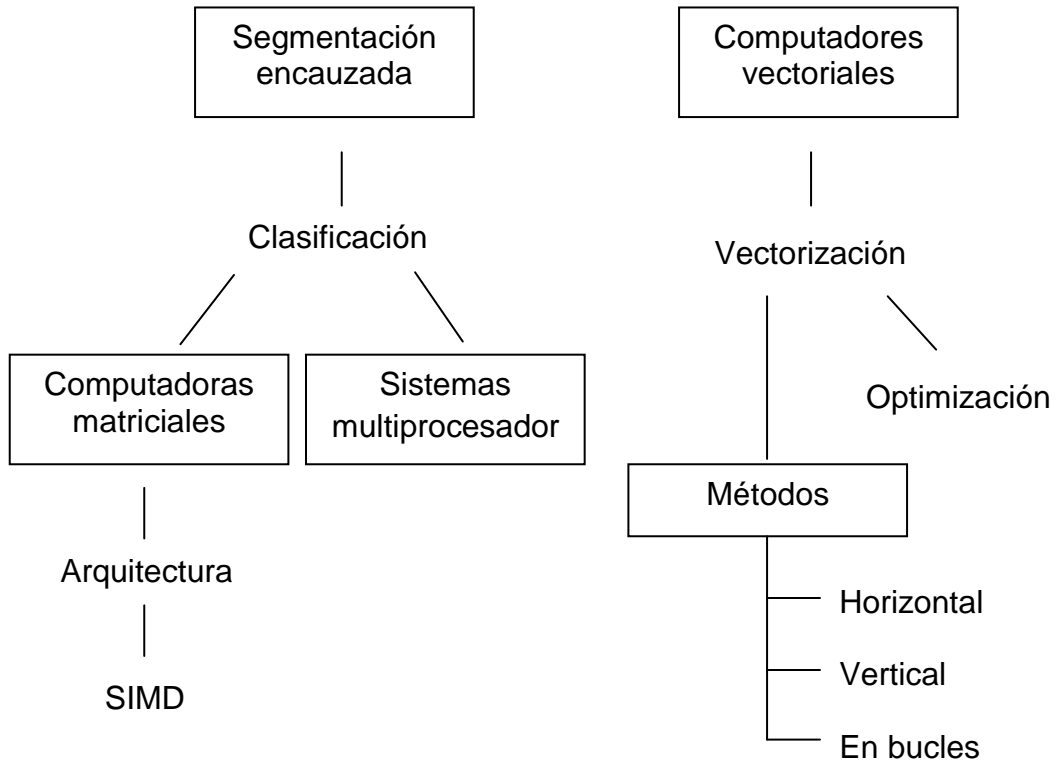 Segmentación
encauzada
Computadores
vectoriales
Clasificación
Vectorización
Computadoras
matriciales
Sistemas
multiprocesador
Optimización
Métodos
Arquitectura
Horizontal
SIMD
Vertical
En bucles